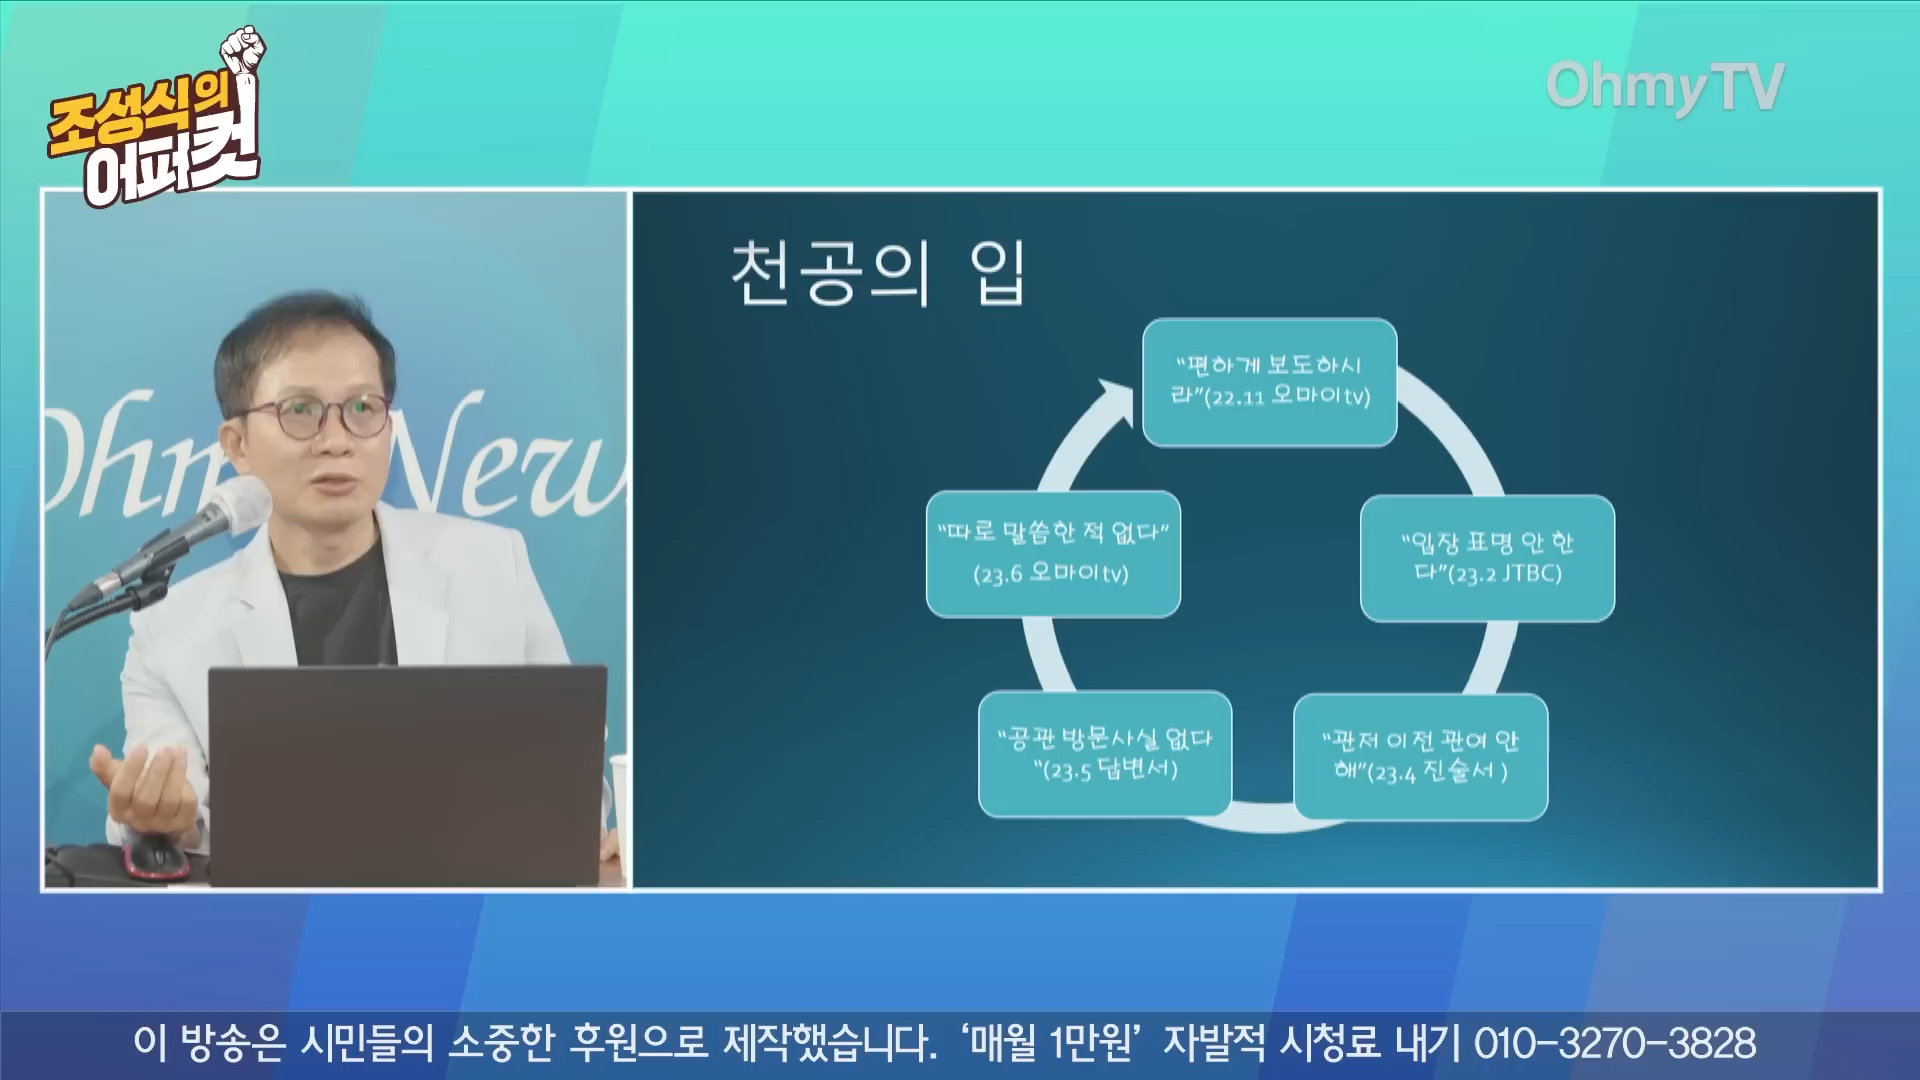 조성식의
어퍼컷
OhmyTV
Ohm New
천공의 입
“편하게 보도하시
라”(22.11 오마이tv)
“입장 표명 안 한
다”(23.2 JTBC)
“관저 이전 관여 안
해”(23.4 진술서 )
“공관 방문사실 없다
“(23.5 답변서)
“따로 말씀한 적 없다”
(23.6 오마이tv)
이 방송은 시민들의 소중한 후원으로 제작했습니다. ‘매월 1만원’ 자발적 시청료 내기 010-3270-3828